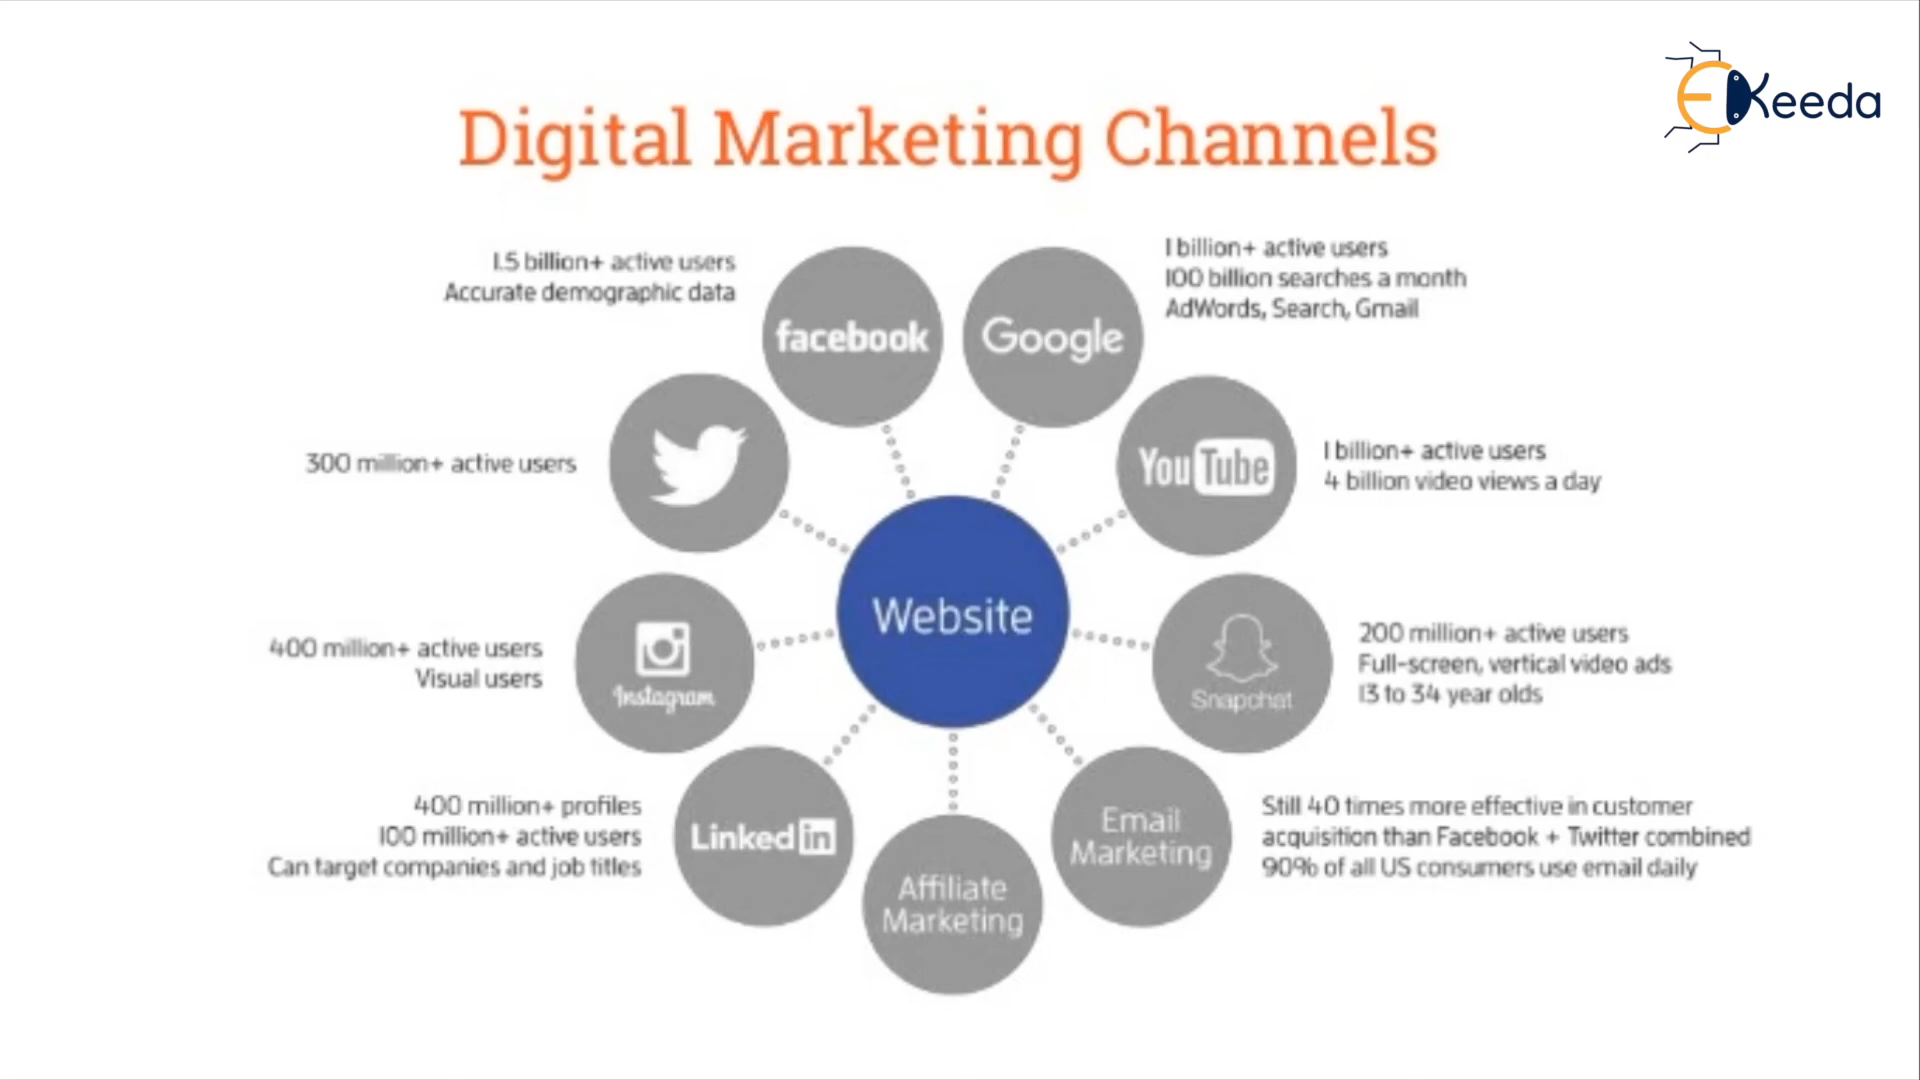 EKeeda
Digital Marketing Channels
1.5 billion+ active users
Accurate demographic data
facebook
Google
1 billion+ active users
100 billion searches a month
AdWords, Search, Gmail
300 million+ active users
YouTube
1 billion+ active users
4 billion video views a day
Website
400 million+ active users
Visual users
Instagram
Snapchat
200 million+ active users
Full-screen, vertical video ads
13 to 34 year olds
400 million+ profiles
100 million+ active users
Can target companies and job titles
Linked in
Affiliate
Marketing
Email
Marketing
Still 40 times more effective in customer
acquisition than Facebook + Twitter combined
90% of all US consumers use email daily